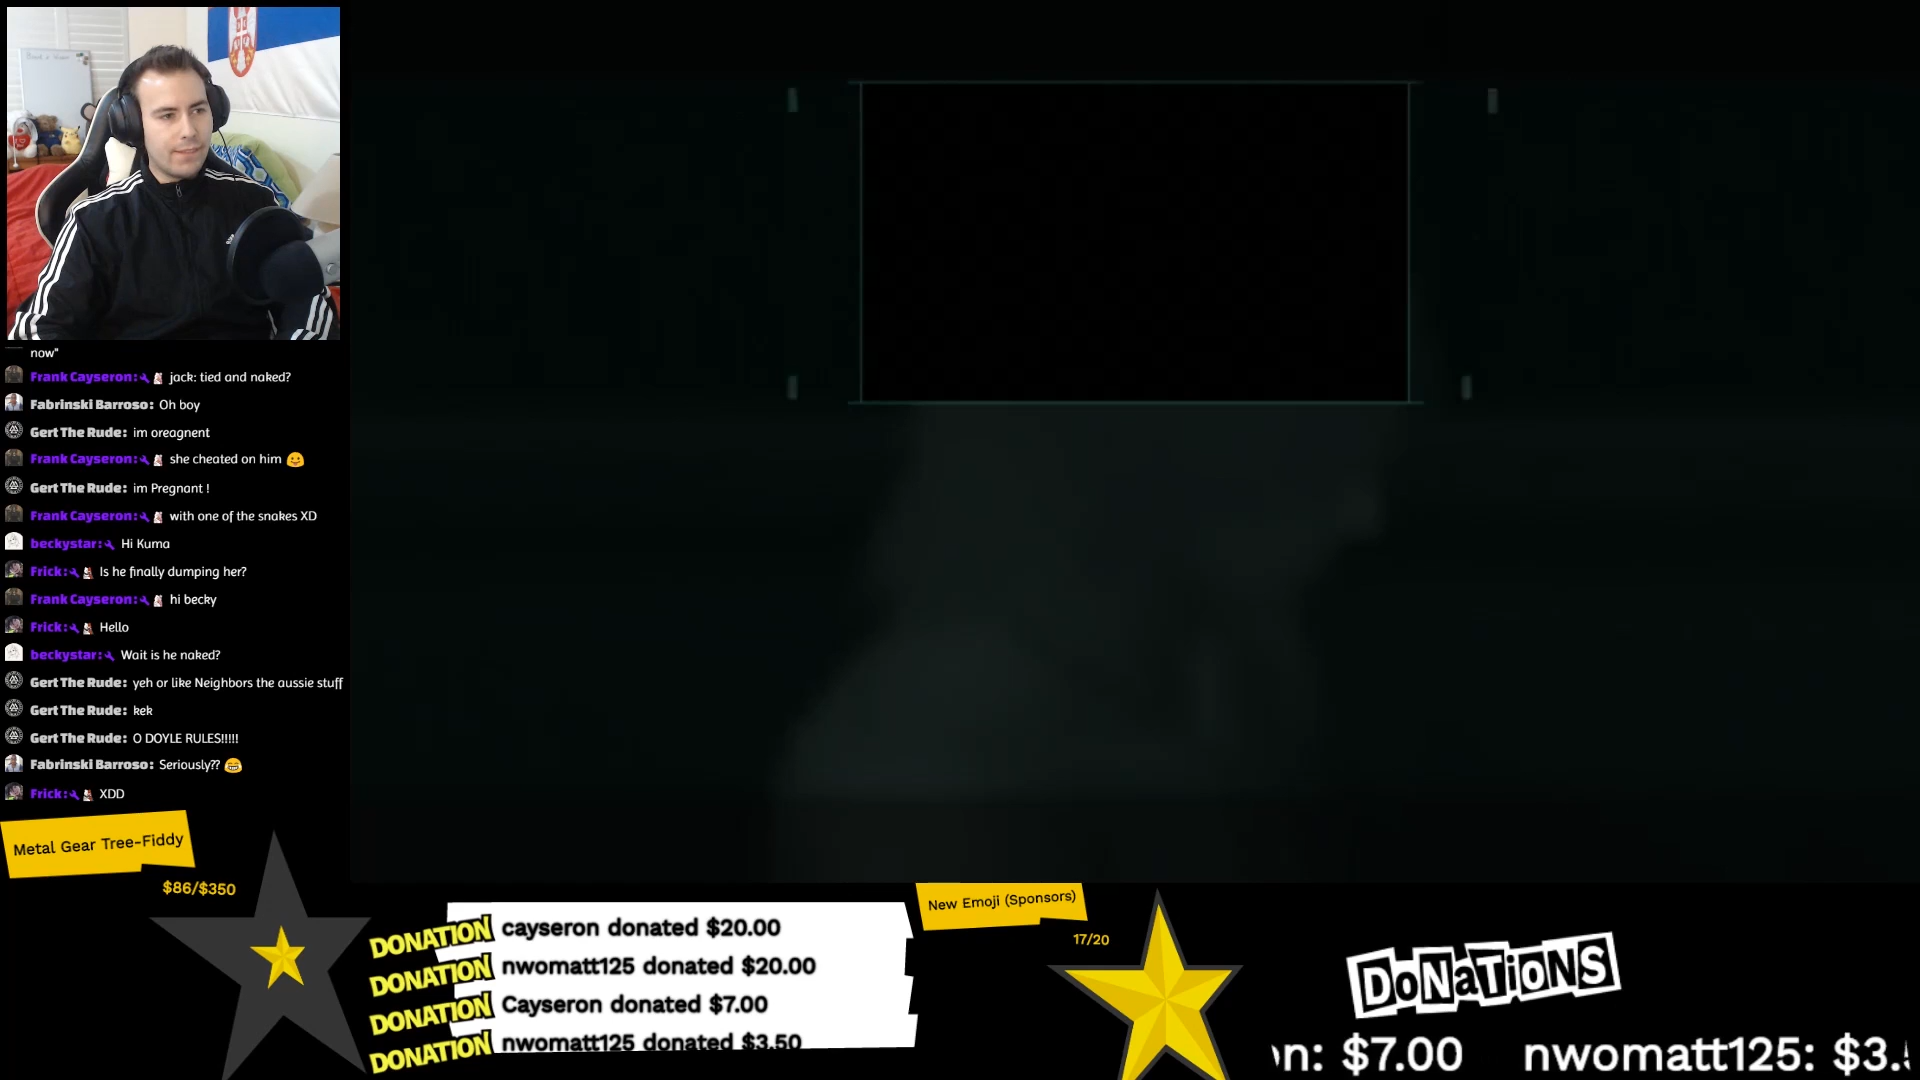 now"
Frank Cayseron: jack: tied and naked?
Fabrinski Barroso: Oh boy
Gert The Rude: im oreagnent
Frank Cayseron: she cheated on him
Gert The Rude: im Pregnant !
Frank Cayseron: with one of the snakes XD
beckystar: Hi Kuma
Frick: Is he finally dumping her?
Frank Cayseron: hi becky
Frick: Hello
beckystar: Wait is he naked?
Gert The Rude: yeh or like Neighbors the aussie stuff
Gert The Rude: kek
Gert The Rude: O DOYLE RULES!!!!!
Fabrinski Barroso: Seriously??
Frick: XDD
Metal Gear Tree-Fiddy
$86/$350
DONATION cayseron donated $20.00
DONATION nwomatt125 donated $20.00
DONATION Cayseron donated $7.00
DONATION nwomatt125 donated $3.50
New Emoji (Sponsors)
17/20
DoNaTioNS
n: $7.00 nwomatt125: $3.